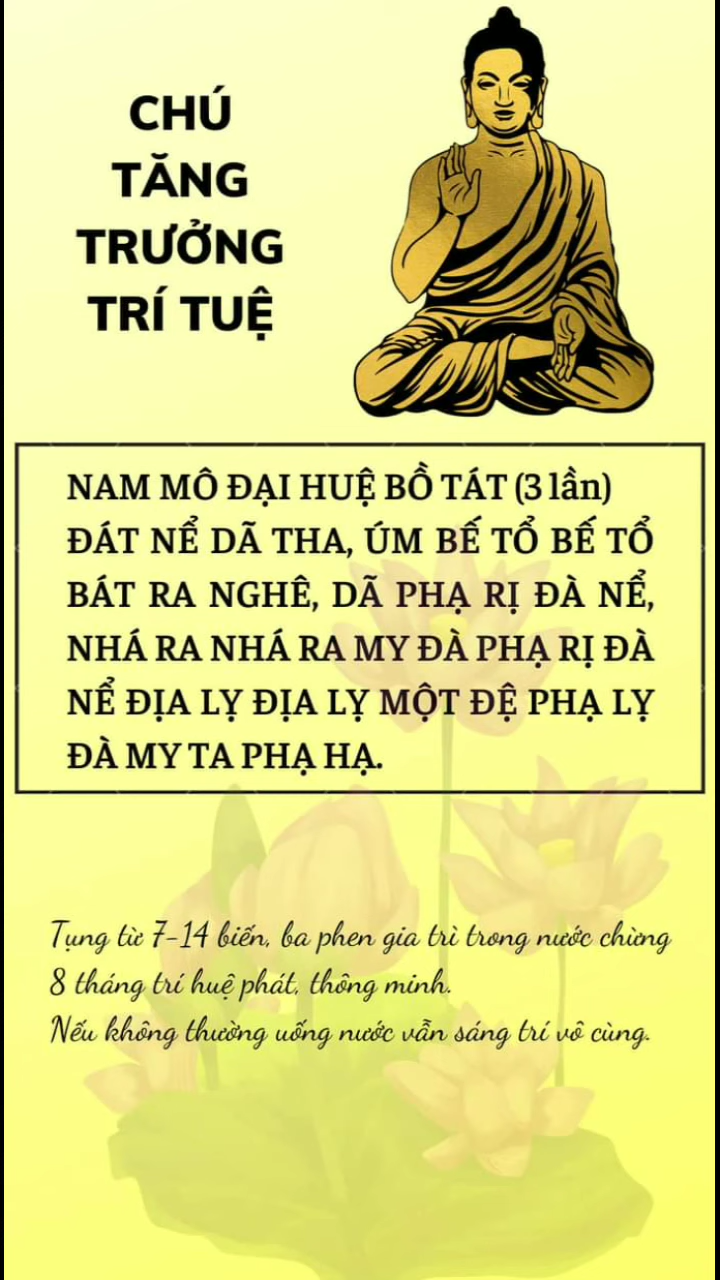 CHÚ
TĂNG
TRƯỞNG
TRÍ TUỆ
NAM MÔ ĐẠI HUỆ BỒ TÁT (3 lần)
ĐÁT NỂ DÃ THA, ÚM BẾ TỔ BẾ TỔ
BÁT RA NGHÊ, DÃ PHẠ RỊ ĐÀ NỂ,
NHÁ RA NHÁ RA MY ĐÀ PHẠ RỊ ĐÀ
NỂ ĐỊA LỴ ĐỊA LỴ MỘT ĐỆ PHẠ LỴ
ĐÀ MY TA PHẠ HẠ.
Tụng từ 7-14 biến, ba phen gia trì trong nước chừng
8 tháng trí huệ phát, thông minh.
Nếu không thường uống nước vẫn sáng trí vô cùng.